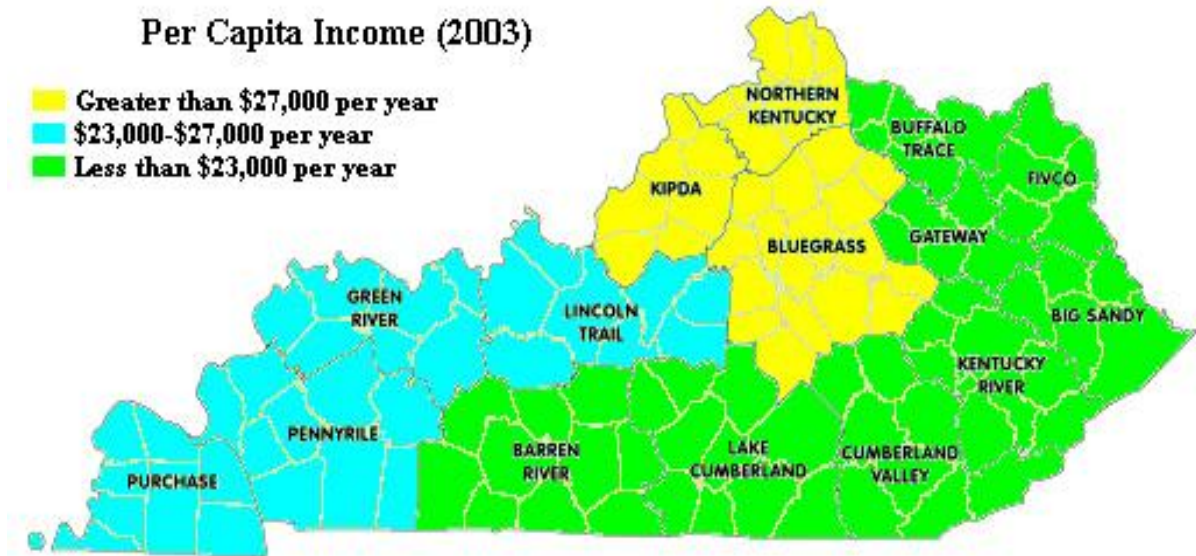 Per Capita Income (2003)
Greater than $27,000 per year
$23,000-$27,000 per year
Less than $23,000 per year
NORTHERN
KENTUCKY
BUFFALO
TRACE
FIVCO
KIPDA
GATEWAY
BLUEGRASS
GREEN
RIVER
LINCOLN
TRAIL
BIG SANDY
KENTUCKY
RIVER
PENNYRILE
BARREN
RIVER
LAKE
CUMBERLAND
CUMBERLAND
VALLEY
PURCHASE